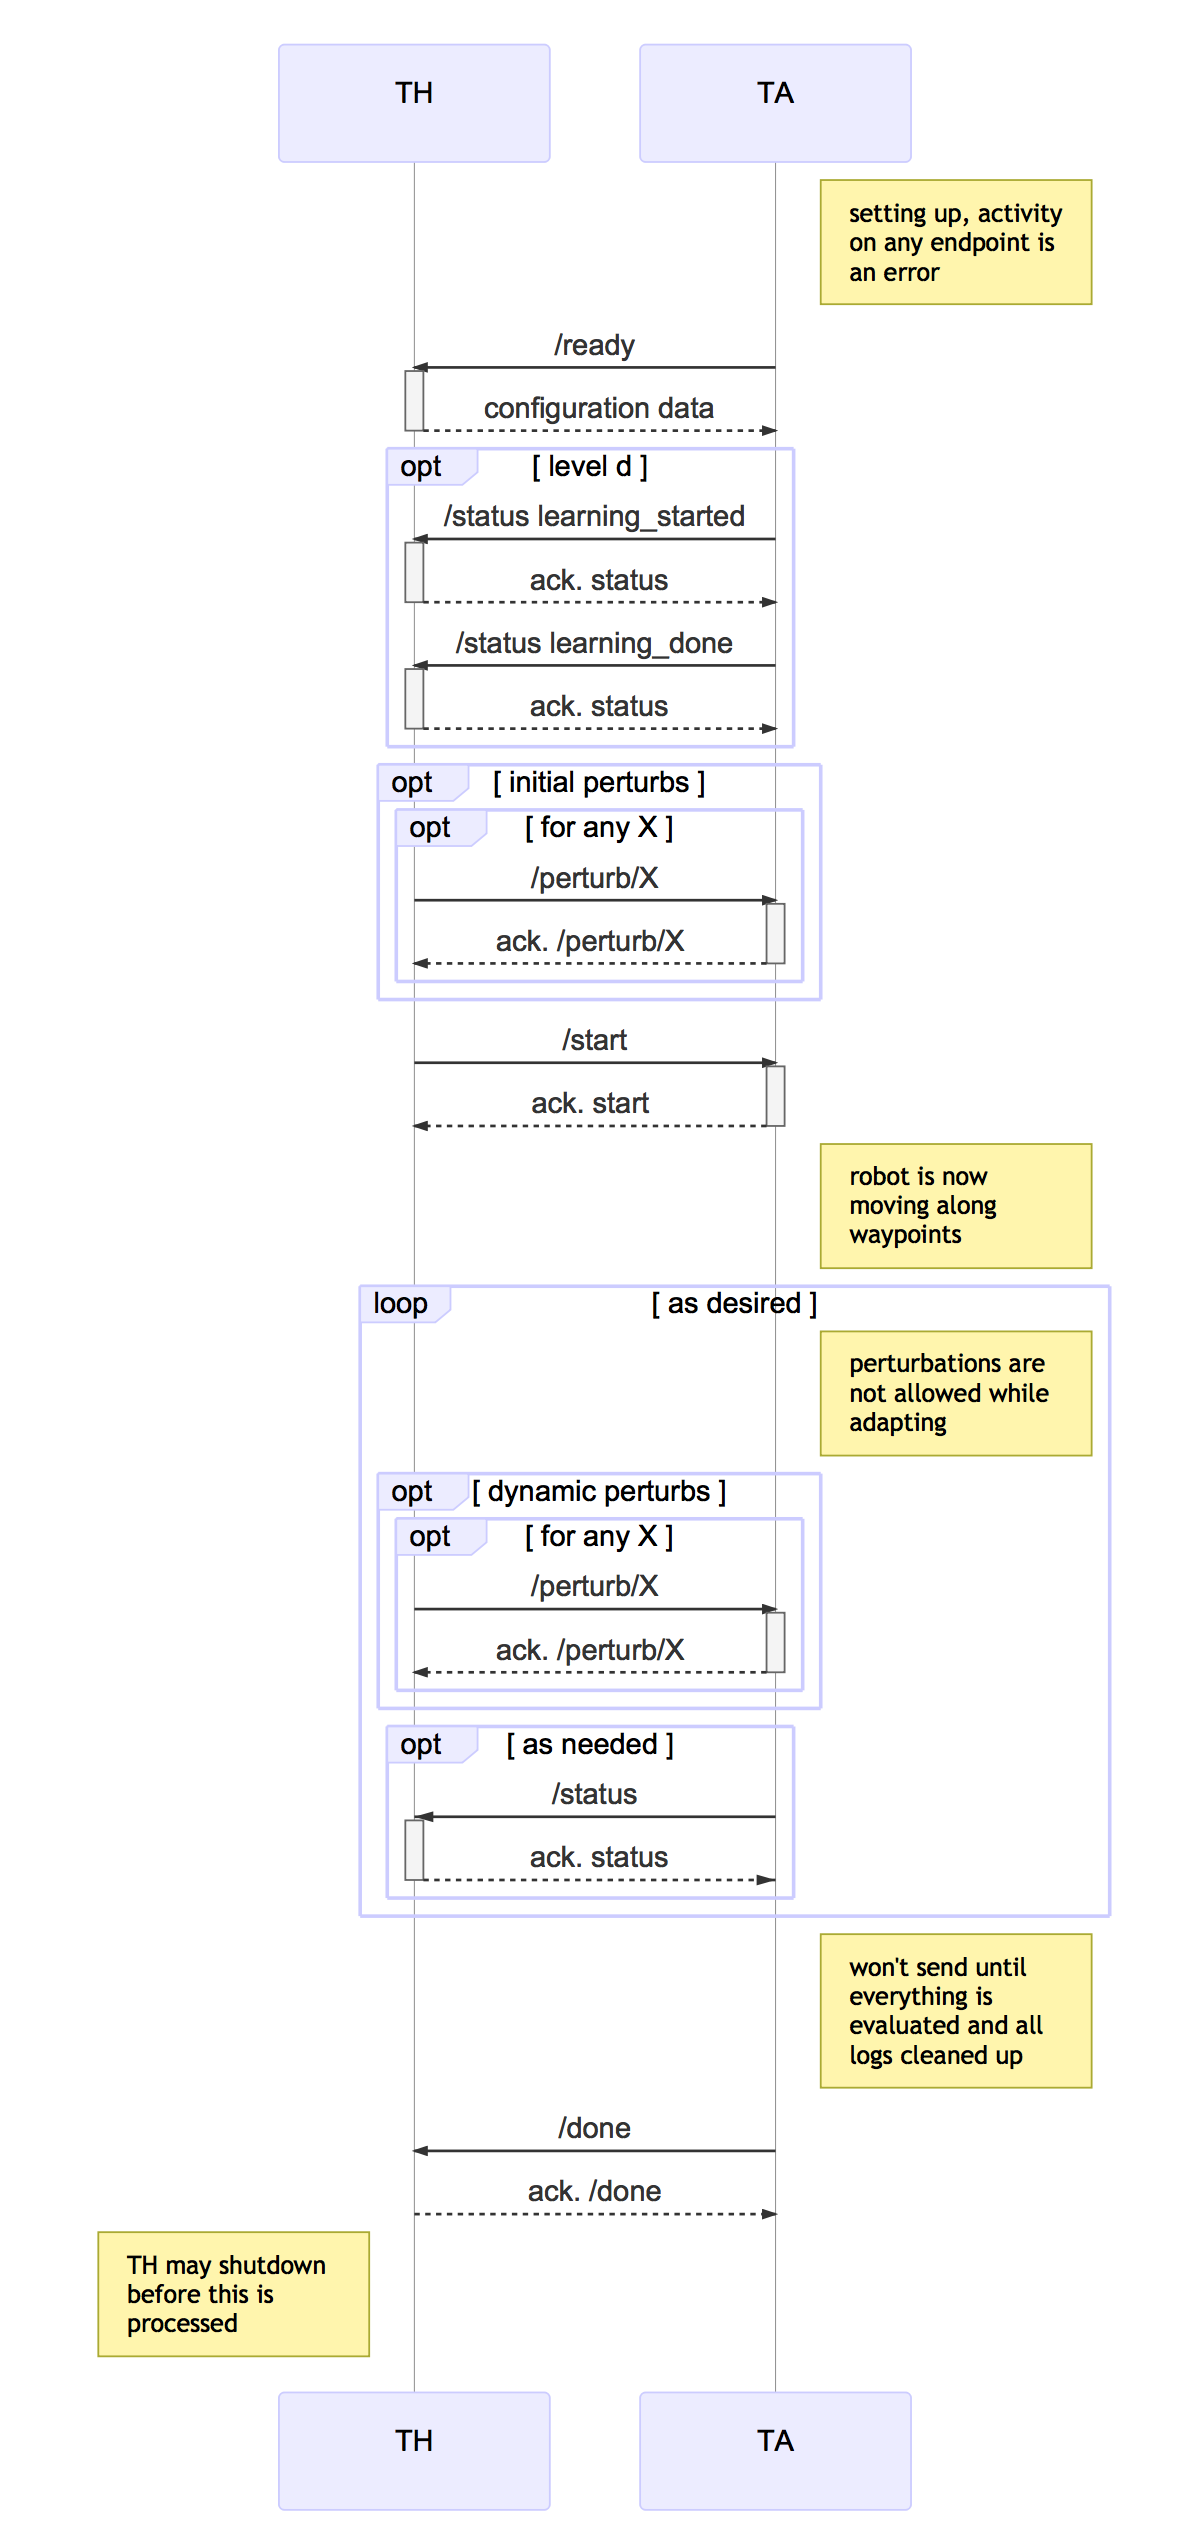 TH
TA
setting up, activity
on any endpoint is
an error
/ready
configuration data
opt
[ level d ]
/status learning_started
ack. status
/status learning_done
ack. status
opt
[ initial perturbs ]
opt
[ for any X ]
/perturb/X
ack. /perturb/X
/start
ack. start
robot is now
moving along
waypoints
loop
[ as desired ]
perturbations are
not allowed while
adapting
opt
[ dynamic perturbs ]
opt
[ for any X ]
/perturb/X
ack. /perturb/X
opt
[ as needed ]
/status
ack. status
won't send until
everything is
evaluated and all
logs cleaned up
/done
ack. /done
TH may shutdown
before this is
processed
TH
TA